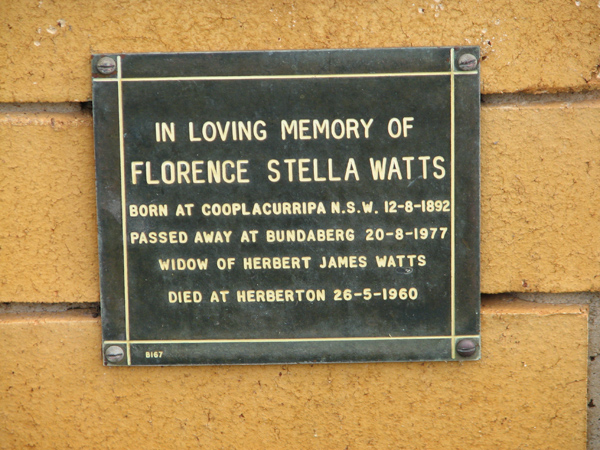 IN LOVING MEMORY OF
FLORENCE STELLA WATTS
BORN AT COOPLACURRIPA N.S.W. 12-8-1892
PASSED AWAY AT BUNDABERG 20-8-1977
WIDOW OF HERBERT JAMES WATTS
DIED AT HERBERTON 26-5-1960
B167